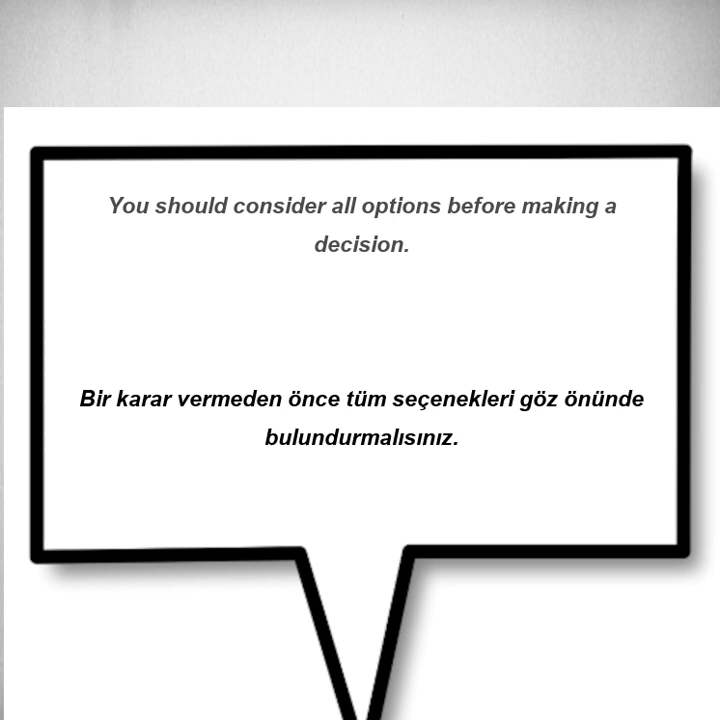 You should consider all options before making a
decision.
Bir karar vermeden önce tüm seçenekleri göz önünde
bulundurmalısınız.